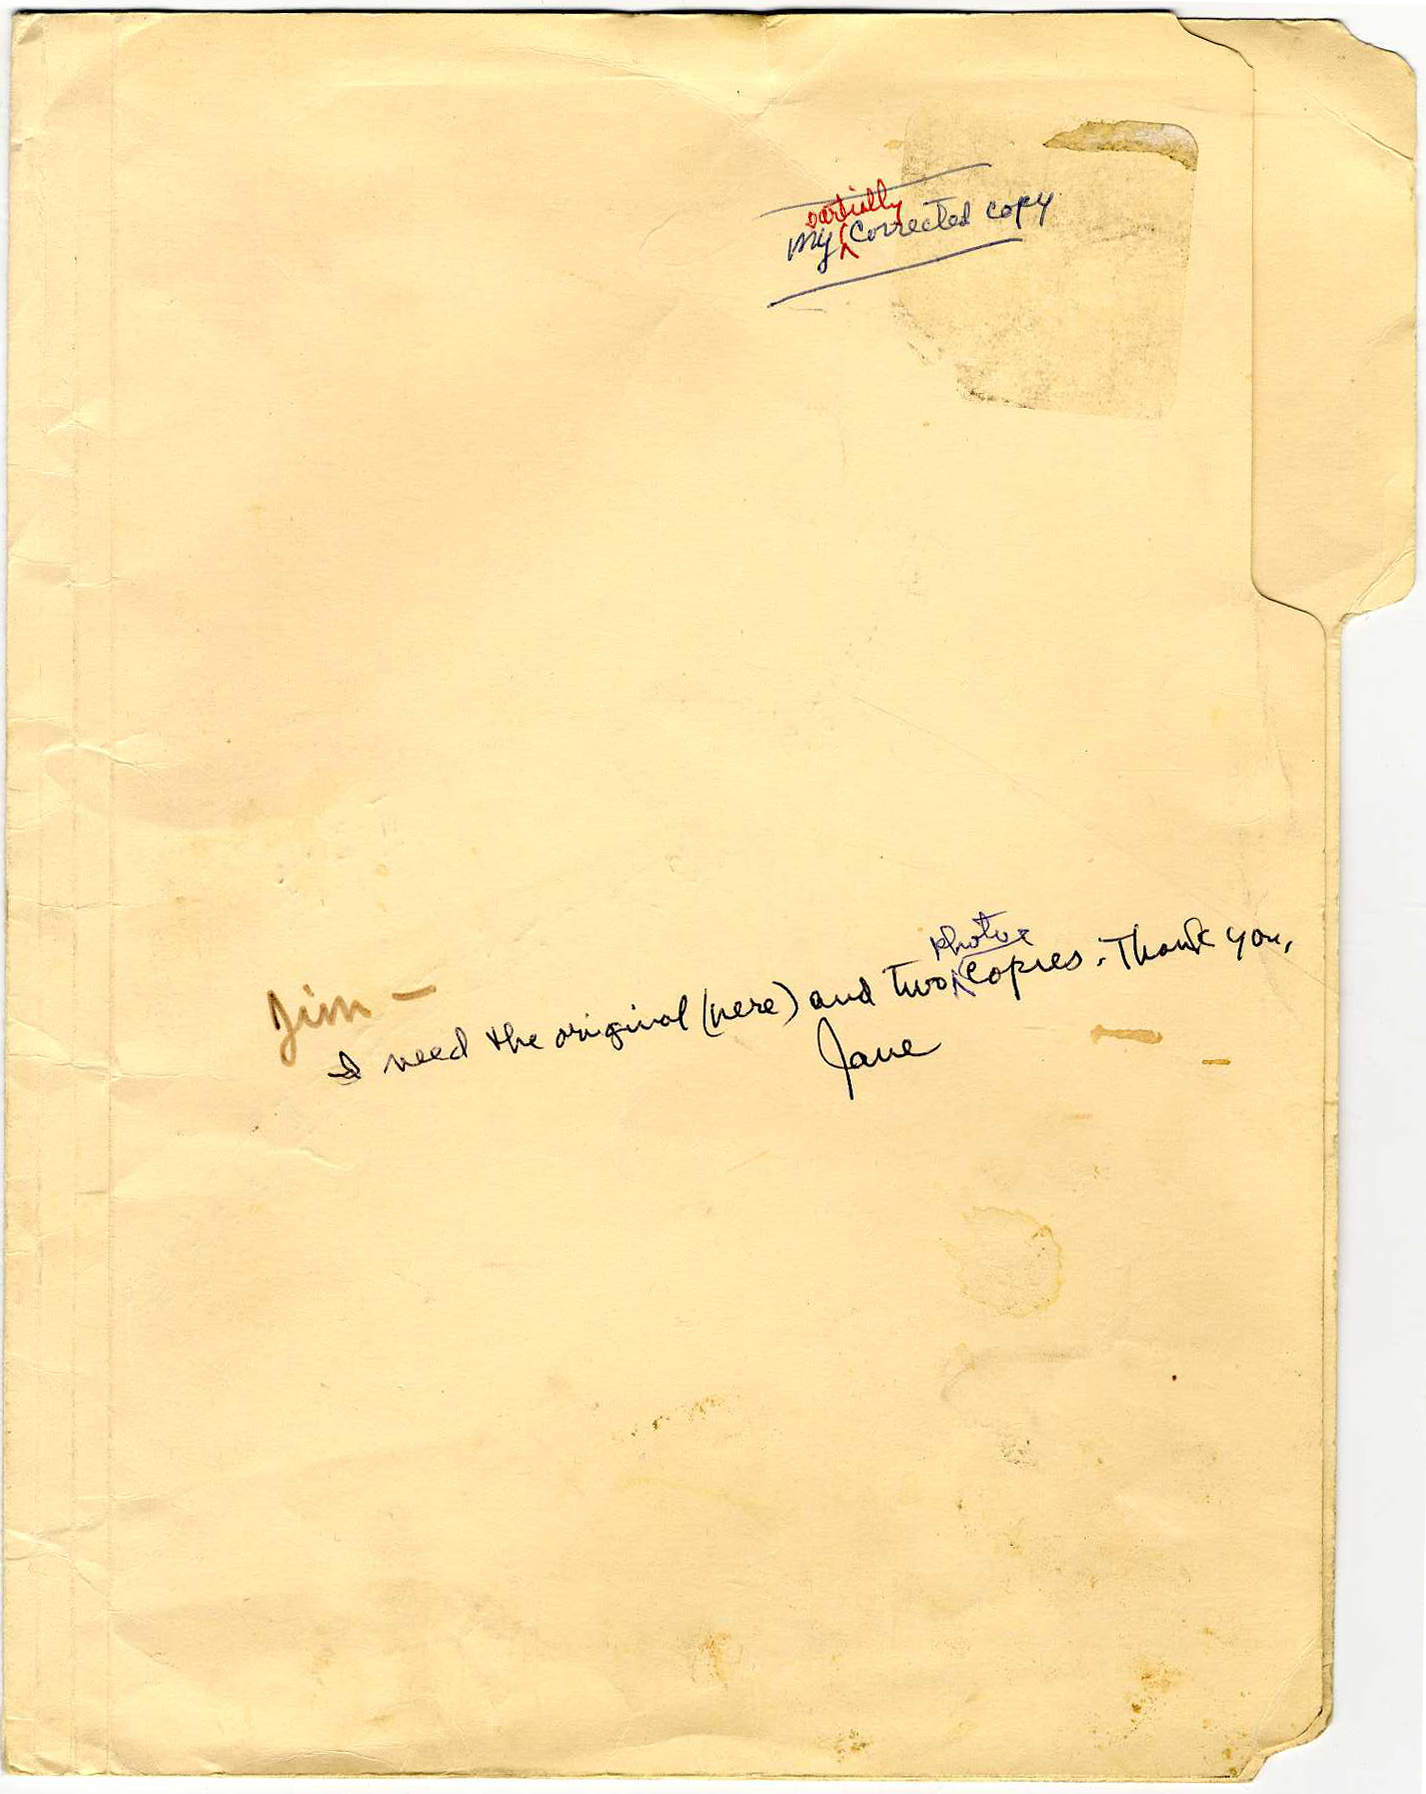 My partially Corrected copy
Jim —
I need the original (here) and two photo copies. Thank you,
Jane